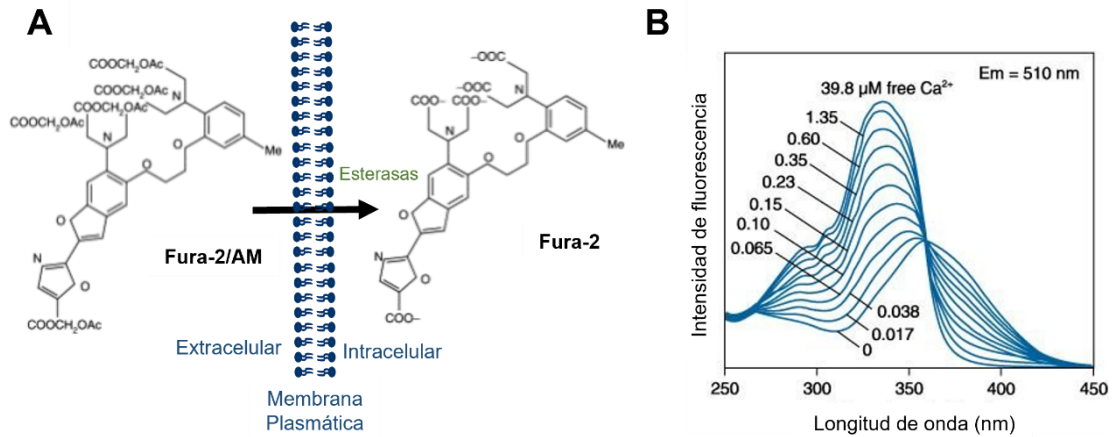 A
COOCH₂OAc
COOCH₂OAc
COOCH₂OAc
COOCH₂OAc
N
N
O
O
Me
O
N
O
COOCH₂OAc
Fura-2/AM
Esterasas
Extracelular
Intracelular
Membrana
Plasmática
–OOC
–OOC
COO–
COO–
N
N
O
O
Me
O
N
O
COO–
Fura-2
B
Em = 510 nm
39.8 µM free Ca²⁺
1.35
0.60
0.35
0.23
0.15
0.10
0.065
0.038
0.017
0
Intensidad de fluorescencia
250
300
350
400
450
Longitud de onda (nm)